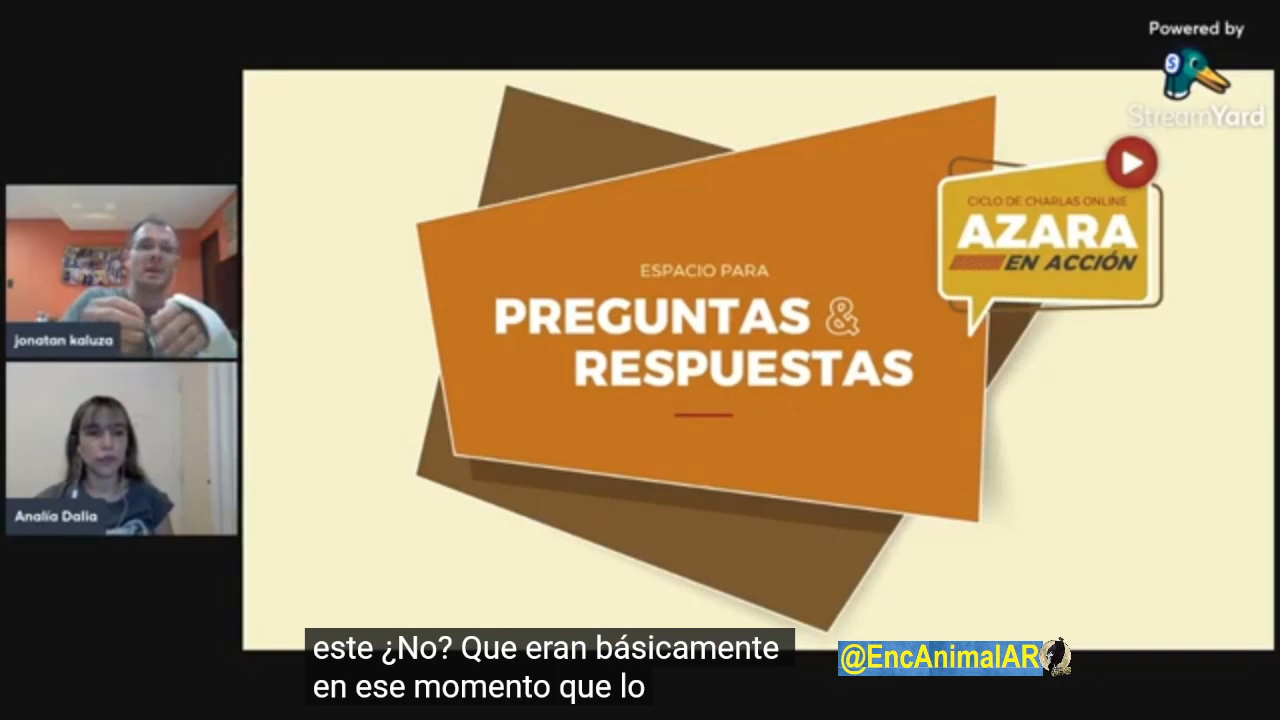 Powered by
StreamYard
CICLO DE CHARLAS ONLINE
AZARA
EN ACCIÓN
ESPACIO PARA
PREGUNTAS &
RESPUESTAS
jonatan kaluza
Analía Dalia
este ¿No? Que eran básicamente
en ese momento que lo
@EncAnimalAR